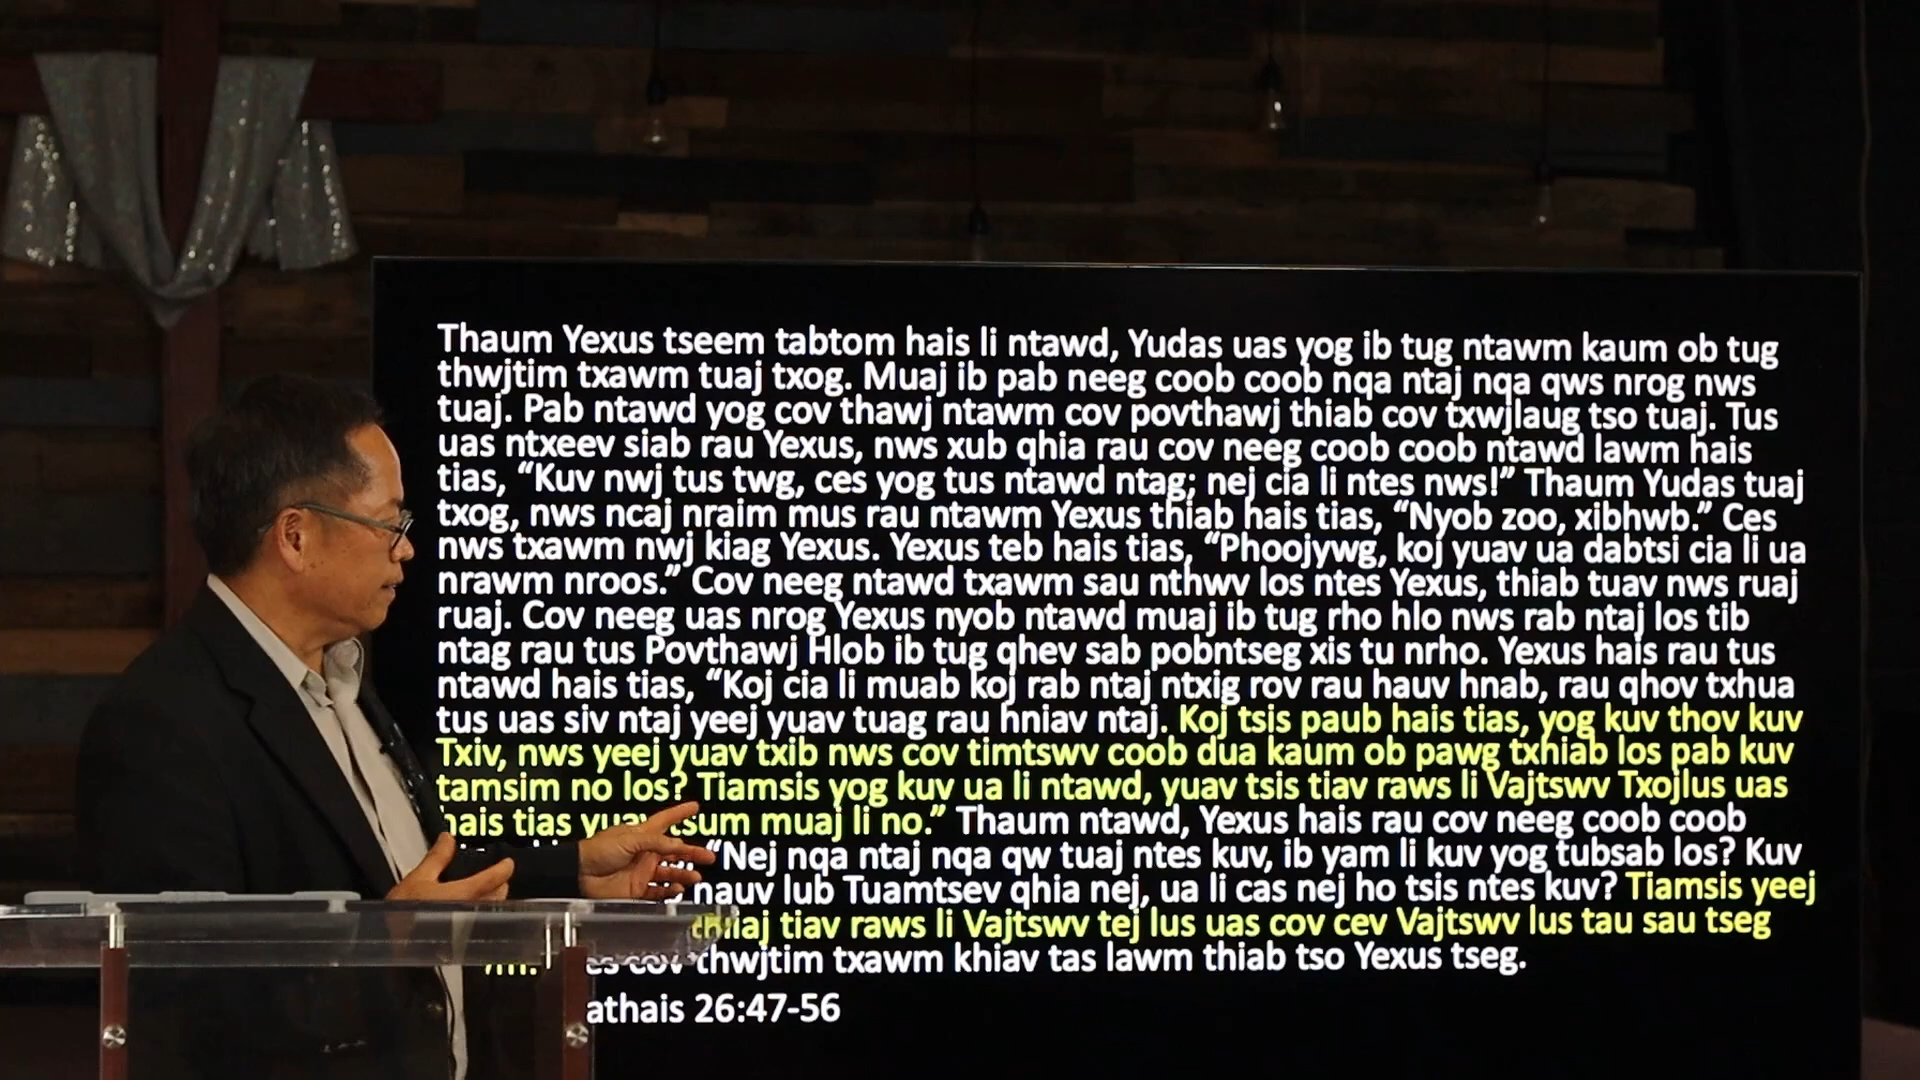 Thaum Yexus tseem tabtom hais li ntawd, Yudas uas yog ib tug ntawm kaum ob tug
thwjtim txawm tuaj txog. Muaj ib pab neeg coob coob nqa ntaj nqa qws nrog nws
tuaj. Pab ntawd yog cov thawj ntawm cov povthawj thiab cov txwjlaug tso tuaj. Tus
uas ntxeev siab rau Yexus, nws xub qhia rau cov neeg coob coob ntawd lawm hais
tias, “Kuv nwj tus twg, ces yog tus ntawd ntag; nej cia li ntes nws!” Thaum Yudas tuaj
txog, nws ncaj nraim mus rau ntawm Yexus thiab hais tias, “Nyob zoo, xibhwb.” Ces
nws txawm nwj kiag Yexus. Yexus teb hais tias, “Phoojywg, koj yuav ua dabtsi cia li ua
nrawm nroos.” Cov neeg ntawd txawm sau nthwv los ntes Yexus, thiab tuav nws ruaj
ruaj. Cov neeg uas nrog Yexus nyob ntawd muaj ib tug rho hlo nws rab ntaj los tib
ntag rau tus Povthawj Hlob ib tug qhev sab pobntseg xis tu nrho. Yexus hais rau tus
ntawd hais tias, “Koj cia li muab koj rab ntaj ntxig rov rau hauv hnab, rau qhov txhua
tus uas siv ntaj yeej yuav tuag rau hniav ntaj. Koj tsis paub hais tias, yog kuv thov kuv
Txiv, nws yeej yuav txib nws cov timtswv coob dua kaum ob pawg txhiab los pab kuv
tamsim no los? Tiamsis yog kuv ua li ntawd, yuav tsis tiav raws li Vajtswv Txojlus uas
hais tias yuav tsum muaj li no.” Thaum ntawd, Yexus hais rau cov neeg coob coob
“Nej nqa ntaj nqa qw tuaj ntes kuv, ib yam li kuv yog tubsab los? Kuv
hauv lub Tuamtsev qhia nej, ua li cas nej ho tsis ntes kuv? Tiamsis yeej
thiaj tiav raws li Vajtswv tej lus uas cov cev Vajtswv lus tau sau tseg
cov thwjtim txawm khiav tas lawm thiab tso Yexus tseg.
athais 26:47-56